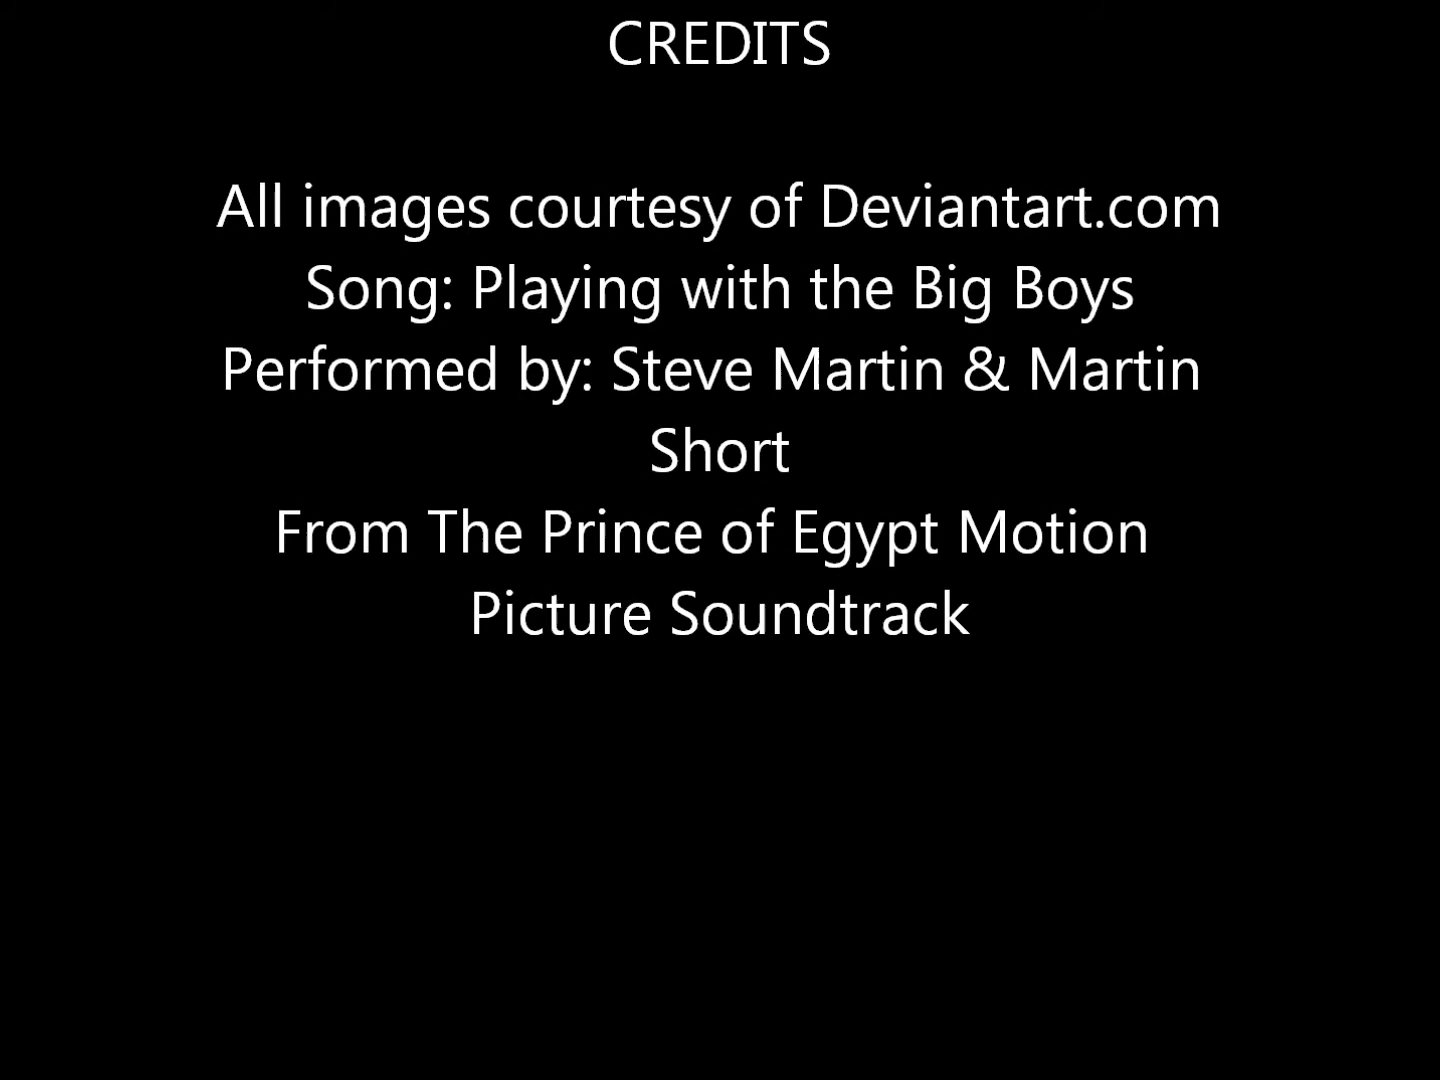 CREDITS
All images courtesy of Deviantart.com
Song: Playing with the Big Boys
Performed by: Steve Martin & Martin
Short
From The Prince of Egypt Motion
Picture Soundtrack